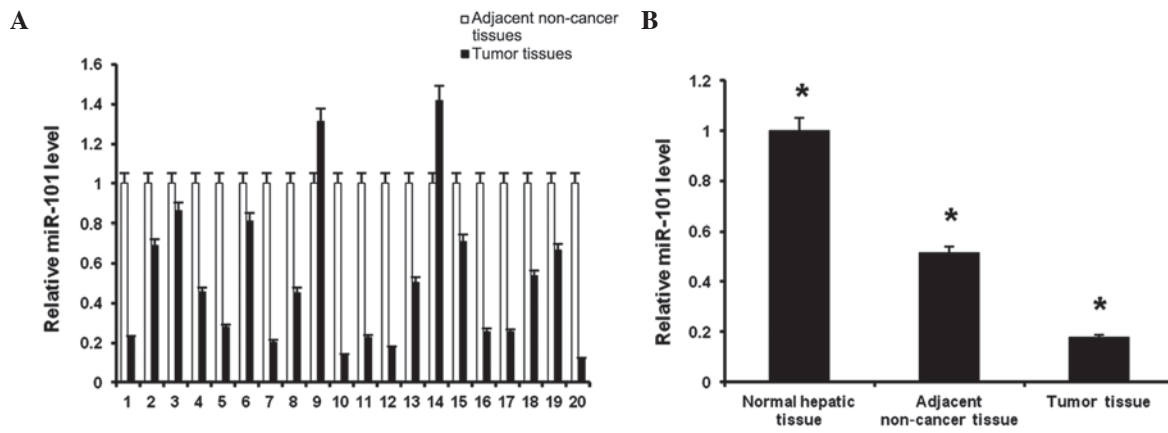 A
Adjacent non-cancer
tissues
Tumor tissues
Relative miR-101 level
1.6
1.4
1.2
1
0.8
0.6
0.4
0.2
0
1 2 3 4 5 6 7 8 9 10 11 12 13 14 15 16 17 18 19 20
B
Relative miR-101 level
1.2
1
0.8
0.6
0.4
0.2
0
*
*
*
Normal hepatic
tissue
Adjacent
non-cancer tissue
Tumor tissue